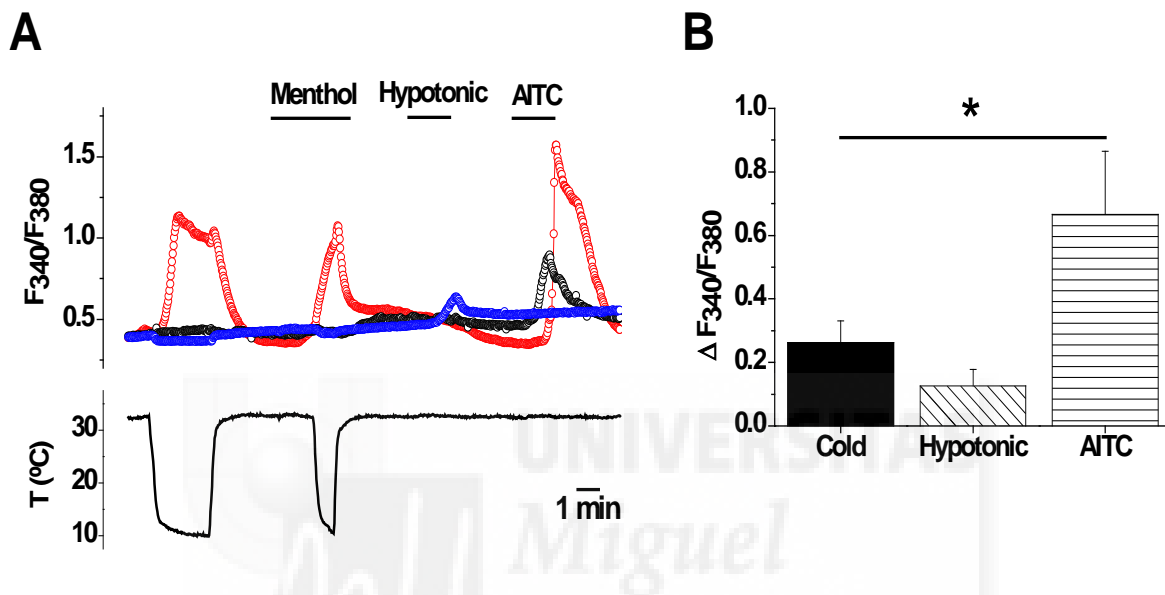 A
Menthol Hypotonic AITC
F340/F380
1.5
1.0
0.5
T (ºC)
30
20
10
1 min
B
*
Δ F340/F380
1.0
0.8
0.6
0.4
0.2
0.0
Cold Hypotonic AITC
UNIVERSITAS
Miguel